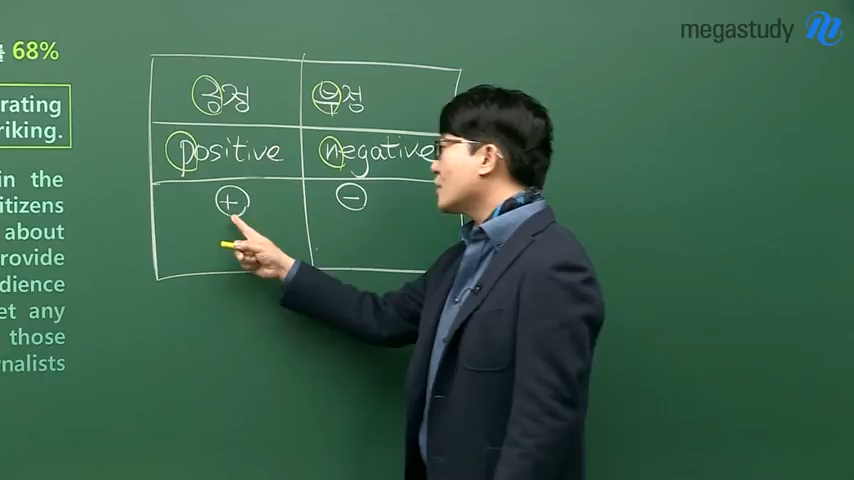 megastudy
를 68%
rating
riking.
in the
itizens
about
rovide
dience
et any
those
nalists
긍정 부정
positive negative
+ −